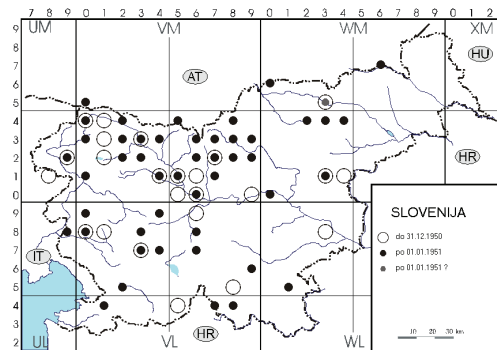 7 8 9 0 1 2 3 4 5 6 7 8 9 0 1 2 3 4 5 6 7 8 9 0 1 2
UM VM WM XM
9
8
7
6
5
4
3
2
1
0
9
8
7
6
5
4
3
2
AT
HU
HR
IT
HR
UL VL WL
SLOVENIJA
do 31.12.1950
po 01.01.1951
po 01.01.1951 ?
10 20 30 km